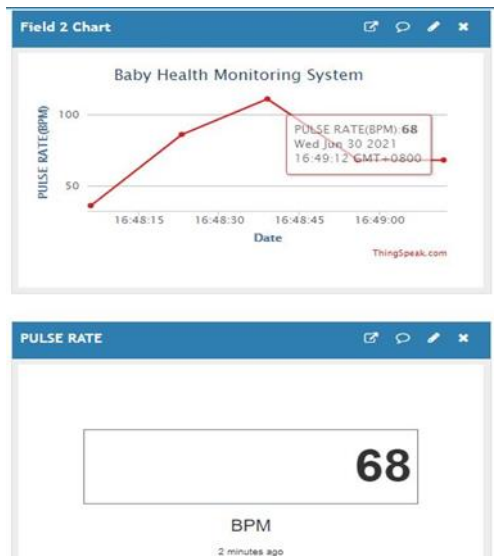 Field 2 Chart
Baby Health Monitoring System
PULSE RATE(BPM)
100
50
PULSE RATE(BPM):68
Wed Jun 30 2021
16:49:12 GMT+0800
16:48:15 16:48:30 16:48:45 16:49:00
Date
ThingSpeak.com
PULSE RATE
68
BPM
2 minutes ago